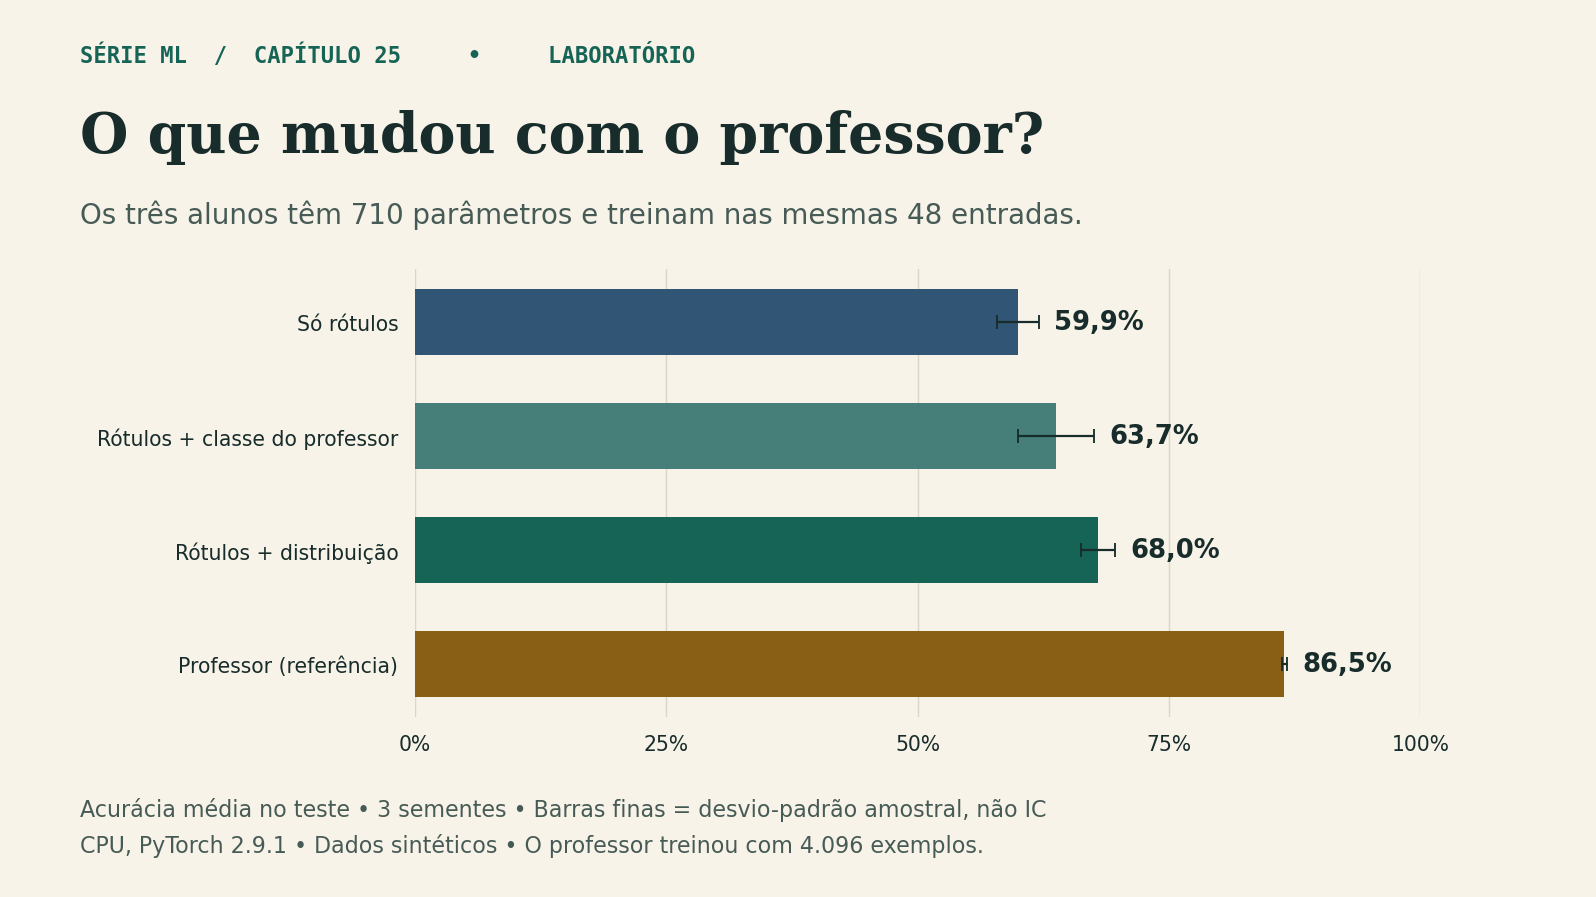 SÉRIE ML / CAPÍTULO 25 • LABORATÓRIO
O que mudou com o professor?
Os três alunos têm 710 parâmetros e treinam nas mesmas 48 entradas.
Só rótulos 59,9%
Rótulos + classe do professor 63,7%
Rótulos + distribuição 68,0%
Professor (referência) 86,5%
0% 25% 50% 75% 100%
Acurácia média no teste • 3 sementes • Barras finas = desvio-padrão amostral, não IC
CPU, PyTorch 2.9.1 • Dados sintéticos • O professor treinou com 4.096 exemplos.